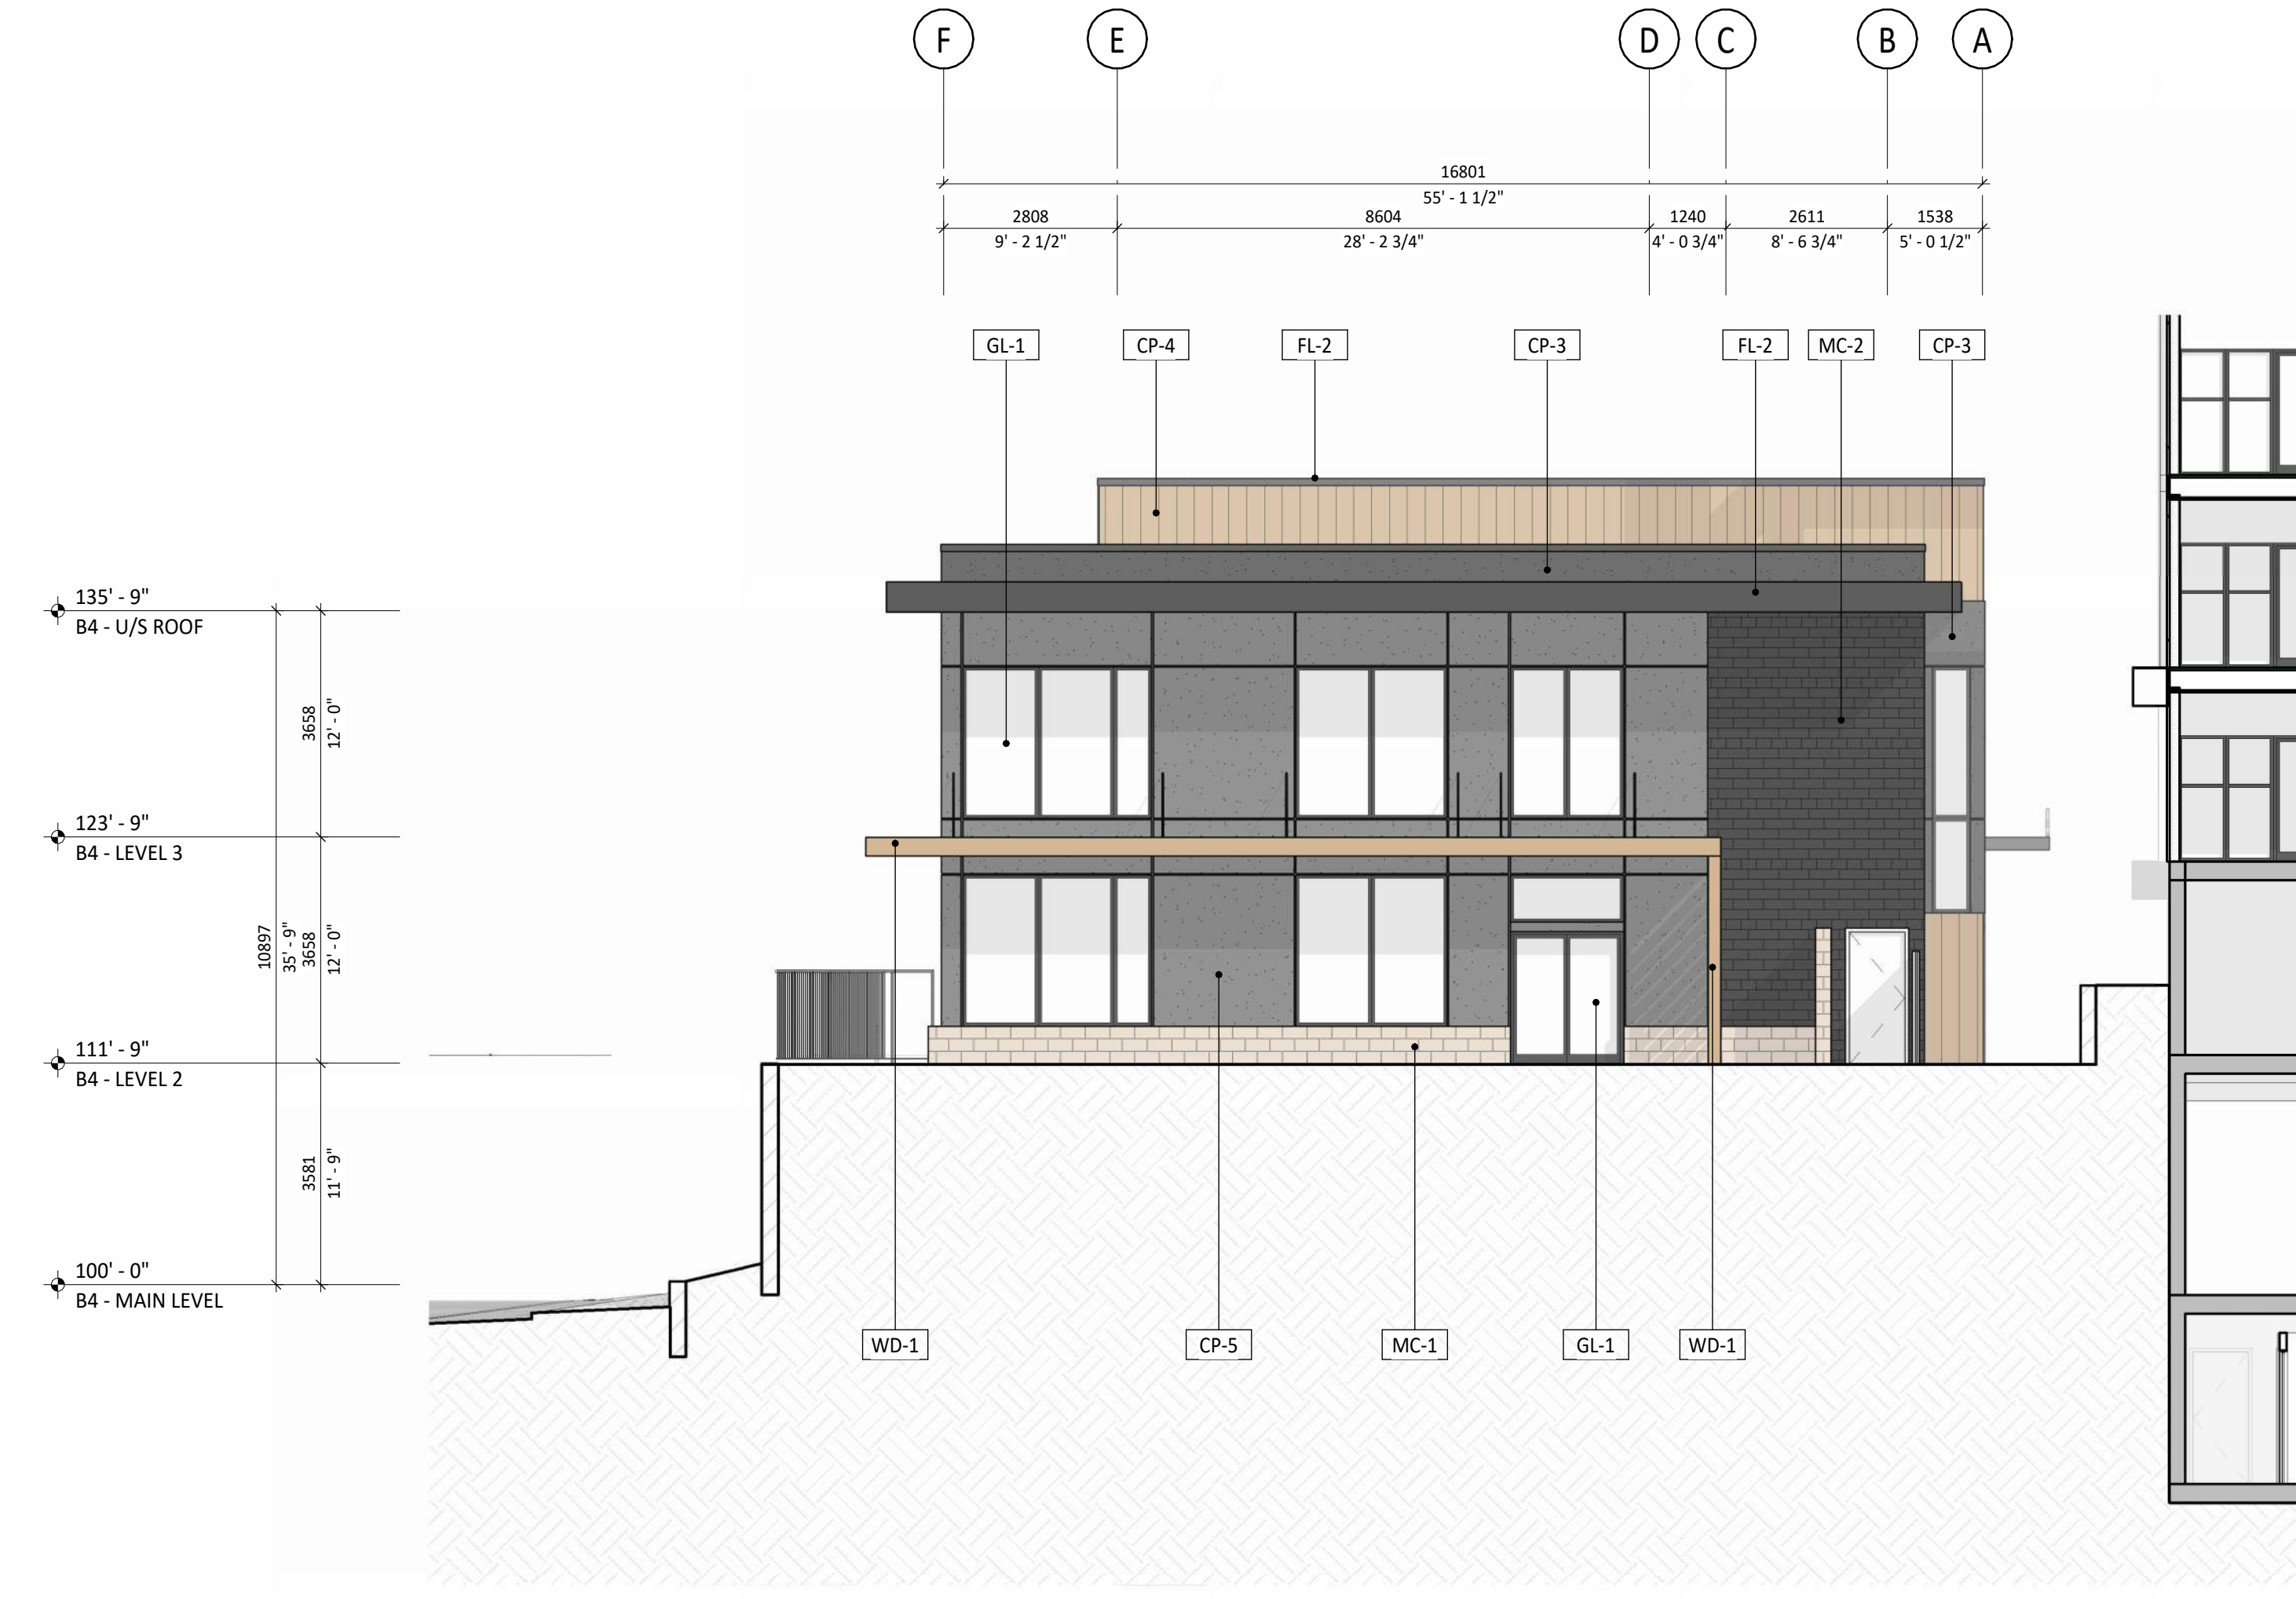 F E D C B A
16801
55' - 1 1/2"
2808 8604 1240 2611 1538
9' - 2 1/2" 28' - 2 3/4" 4' - 0 3/4" 8' - 6 3/4" 5' - 0 1/2"
GL-1 CP-4 FL-2 CP-3 FL-2 MC-2 CP-3
135' - 9"
B4 - U/S ROOF
3658
12' - 0"
123' - 9"
B4 - LEVEL 3
10897
35' - 9"
3658
12' - 0"
111' - 9"
B4 - LEVEL 2
3581
11' - 9"
100' - 0"
B4 - MAIN LEVEL
WD-1 CP-5 MC-1 GL-1 WD-1